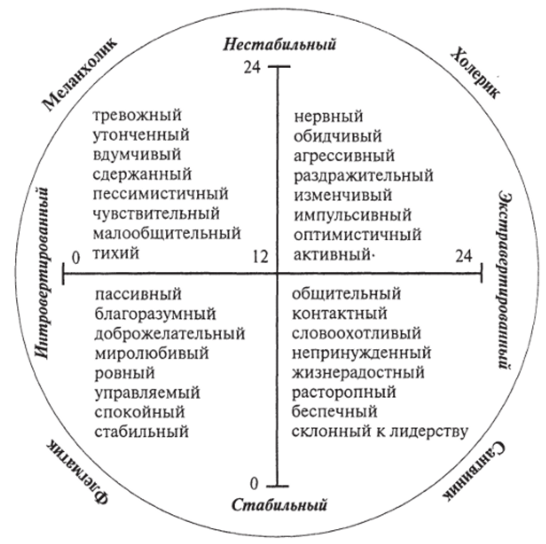 Нестабильный
Меланхолик
Холерик
24
тревожный
утонченный
вдумчивый
сдержанный
пессимистичный
чувствительный
малообщительный
тихий
нервный
обидчивый
агрессивный
раздражительный
изменчивый
импульсивный
оптимистичный
активный
Интровертированный
0
12
24
Экстравертированный
пассивный
благоразумный
доброжелательный
миролюбивый
ровный
управляемый
спокойный
стабильный
общительный
контактный
словоохотливый
непринужденный
жизнерадостный
расторопный
беспечный
склонный к лидерству
Флегматик
Сангвиник
0
Стабильный